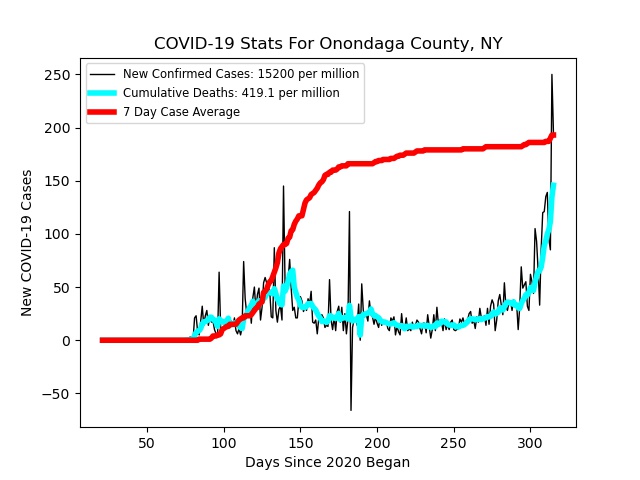 COVID-19 Stats For Onondaga County, NY
New Confirmed Cases: 15200 per million
Cumulative Deaths: 419.1 per million
7 Day Case Average
250
200
150
100
50
0
−50
New COVID-19 Cases
50 100 150 200 250 300
Days Since 2020 Began